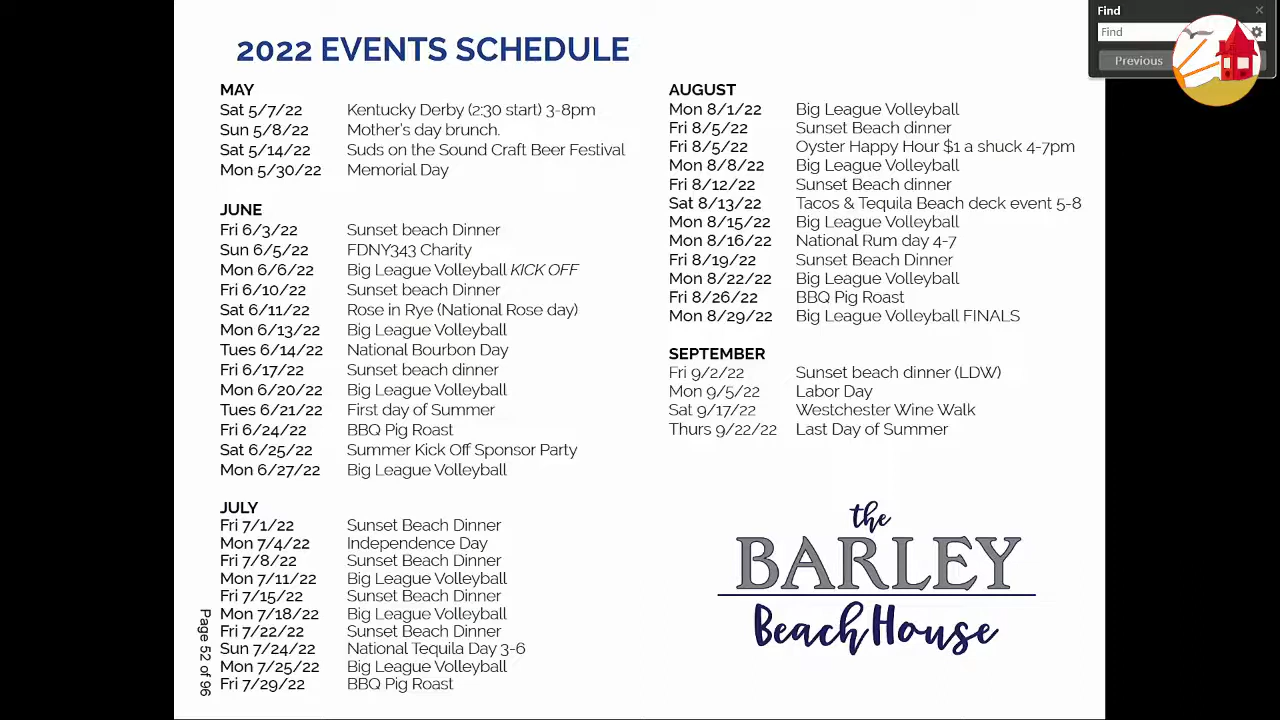 2022 EVENTS SCHEDULE
MAY
Sat 5/7/22 Kentucky Derby (2:30 start) 3-8pm
Sun 5/8/22 Mother's day brunch.
Sat 5/14/22 Suds on the Sound Craft Beer Festival
Mon 5/30/22 Memorial Day
JUNE
Fri 6/3/22 Sunset beach Dinner
Sun 6/5/22 FDNY343 Charity
Mon 6/6/22 Big League Volleyball KICK OFF
Fri 6/10/22 Sunset beach Dinner
Sat 6/11/22 Rose in Rye (National Rose day)
Mon 6/13/22 Big League Volleyball
Tues 6/14/22 National Bourbon Day
Fri 6/17/22 Sunset beach dinner
Mon 6/20/22 Big League Volleyball
Tues 6/21/22 First day of Summer
Fri 6/24/22 BBQ Pig Roast
Sat 6/25/22 Summer Kick Off Sponsor Party
Mon 6/27/22 Big League Volleyball
JULY
Fri 7/1/22 Sunset Beach Dinner
Mon 7/4/22 Independence Day
Fri 7/8/22 Sunset Beach Dinner
Mon 7/11/22 Big League Volleyball
Fri 7/15/22 Sunset Beach Dinner
Mon 7/18/22 Big League Volleyball
Fri 7/22/22 Sunset Beach Dinner
Sun 7/24/22 National Tequila Day 3-6
Mon 7/25/22 Big League Volleyball
Fri 7/29/22 BBQ Pig Roast
Page 52 of 96
AUGUST
Mon 8/1/22 Big League Volleyball
Fri 8/5/22 Sunset Beach dinner
Fri 8/5/22 Oyster Happy Hour $1 a shuck 4-7pm
Mon 8/8/22 Big League Volleyball
Fri 8/12/22 Sunset Beach dinner
Sat 8/13/22 Tacos & Tequila Beach deck event 5-8
Mon 8/15/22 Big League Volleyball
Mon 8/16/22 National Rum day 4-7
Fri 8/19/22 Sunset Beach Dinner
Mon 8/22/22 Big League Volleyball
Fri 8/26/22 BBQ Pig Roast
Mon 8/29/22 Big League Volleyball FINALS
SEPTEMBER
Fri 9/2/22 Sunset beach dinner (LDW)
Mon 9/5/22 Labor Day
Sat 9/17/22 Westchester Wine Walk
Thurs 9/22/22 Last Day of Summer
the
BARLEY
Beach House
Find
Find
Previous